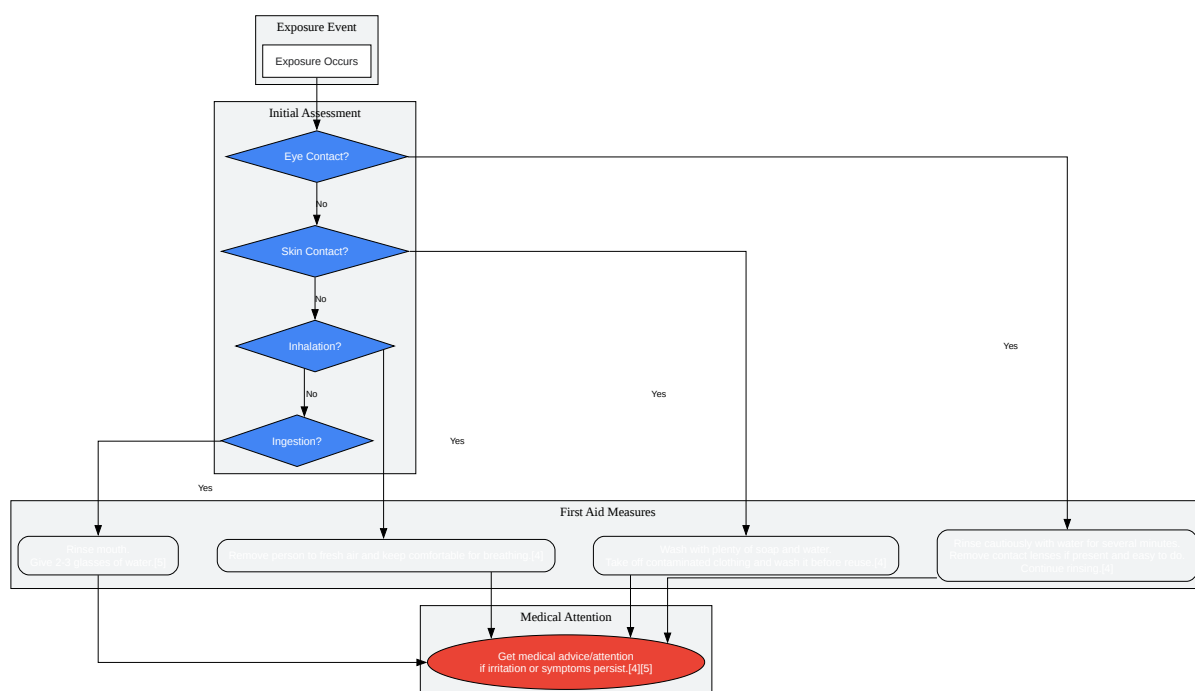 Exposure Event
Exposure Occurs
Initial Assessment
Eye Contact?
No
Skin Contact?
No
Inhalation?
Yes
No
Yes
Ingestion?
Yes
Yes
First Aid Measures
Rinse mouth.
Give 2-3 glasses of water.[5]
Remove person to fresh air and keep comfortable for breathing.[4]
Wash with plenty of soap and water.
Take off contaminated clothing and wash it before reuse.[4]
Rinse cautiously with water for several minutes.
Remove contact lenses if present and easy to do.
Continue rinsing.[4]
Medical Attention
Get medical advice/attention
if irritation or symptoms persist.[4][5]